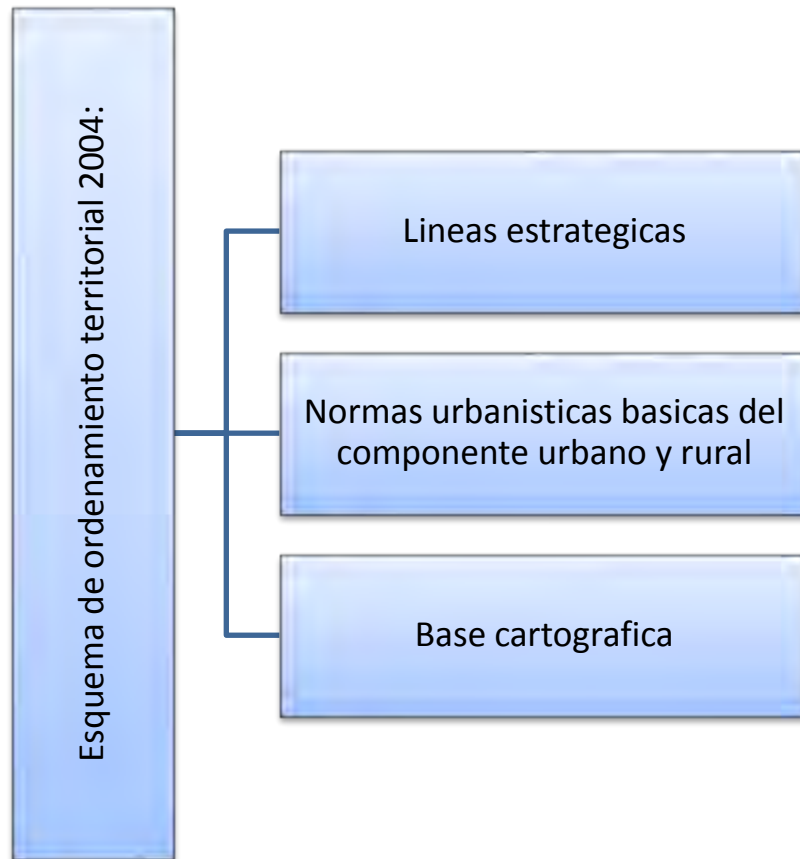 Esquema de ordenamiento territorial 2004:
Lineas estrategicas
Normas urbanisticas basicas del
componente urbano y rural
Base cartografica